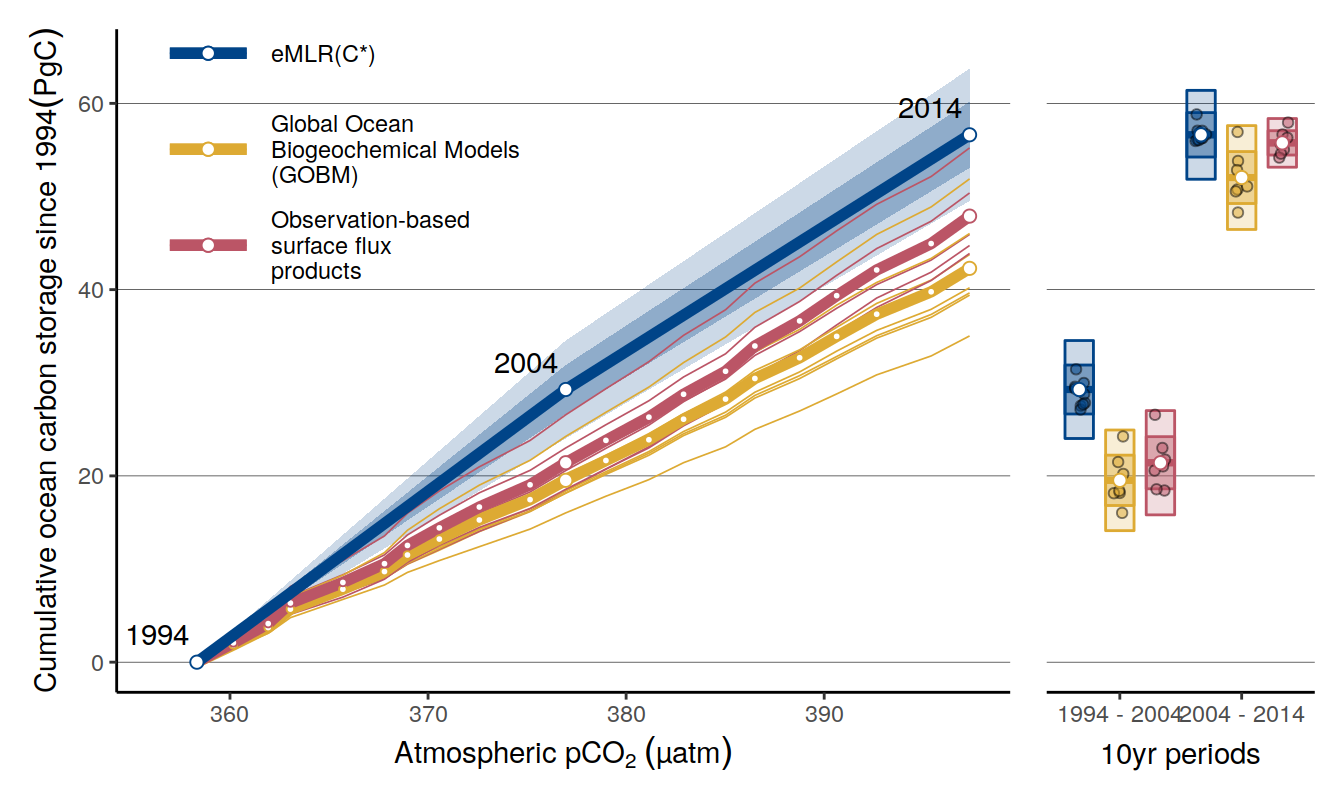 Cumulative ocean carbon storage since 1994(PgC)
60
40
20
0
eMLR(C*)
Global Ocean
Biogeochemical Models
(GOBM)
Observation-based
surface flux
products
1994
2004
2014
360
370
380
390
Atmospheric pCO₂ (µatm)
1994 - 2004
2004 - 2014
10yr periods